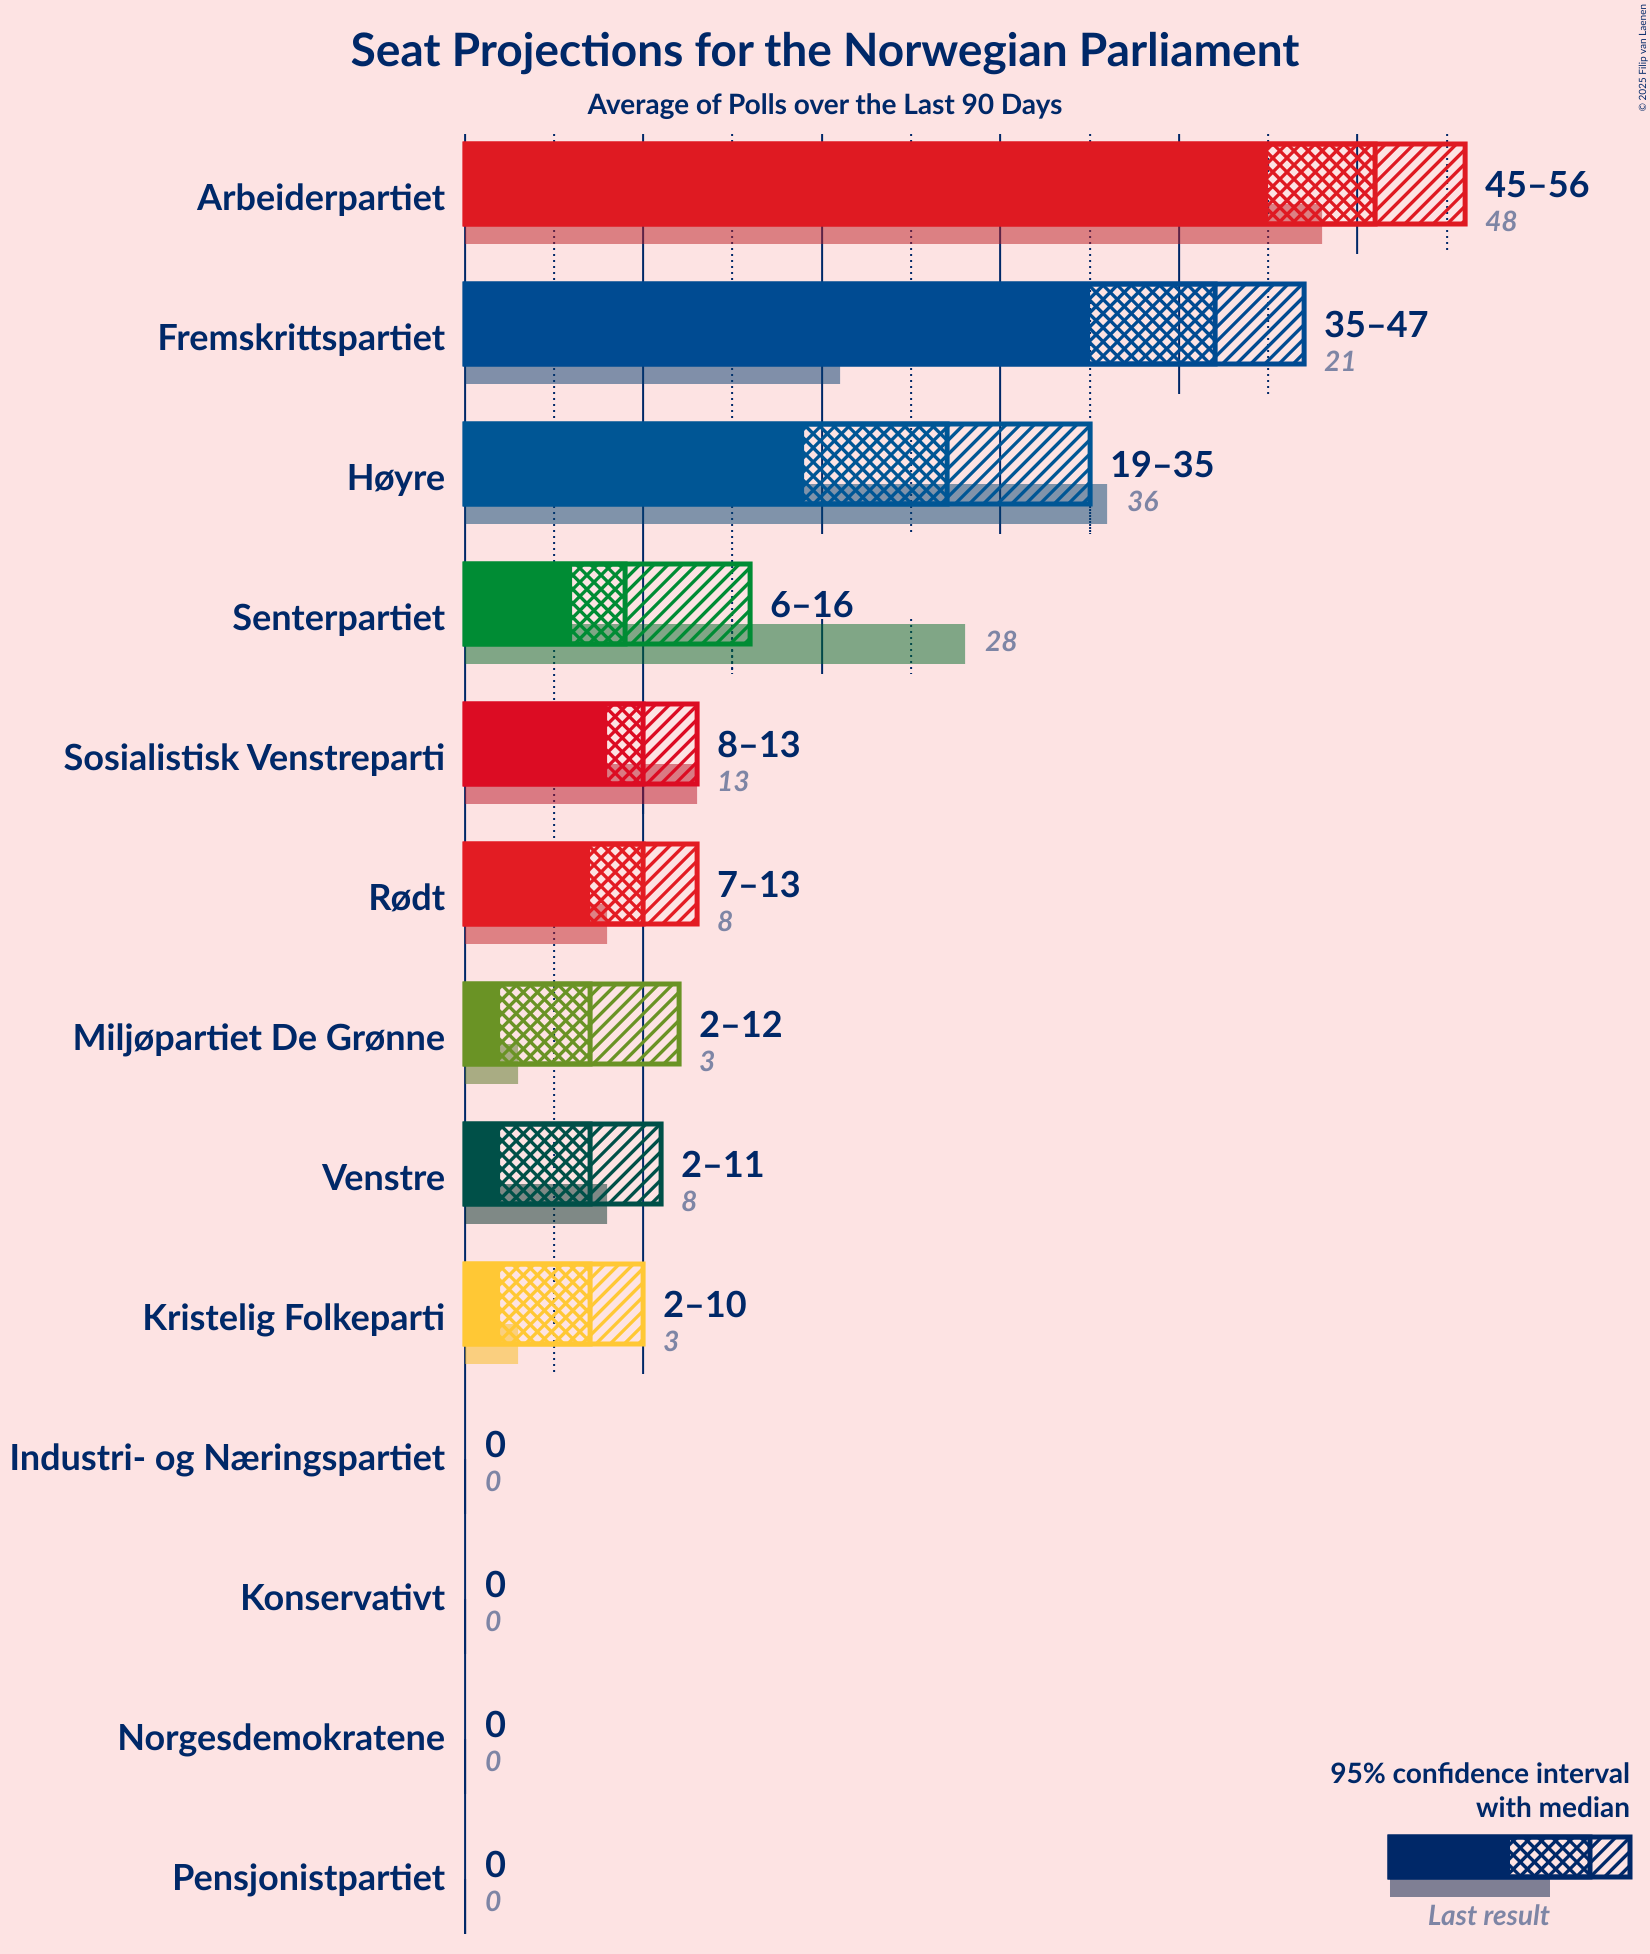 © 2025 Filip van Laenen
Seat Projections for the Norwegian Parliament
Average of Polls over the Last 90 Days
Arbeiderpartiet
45–56
48
Fremskrittspartiet
35–47
21
Høyre
19–35
36
Senterpartiet
6–16
28
Sosialistisk Venstreparti
8–13
13
Rødt
7–13
8
Miljøpartiet De Grønne
2–12
3
Venstre
2–11
8
Kristelig Folkeparti
2–10
3
Industri- og Næringspartiet
0
0
Konservativt
0
0
Norgesdemokratene
0
0
Pensjonistpartiet
0
0
95% confidence interval
with median
Last result